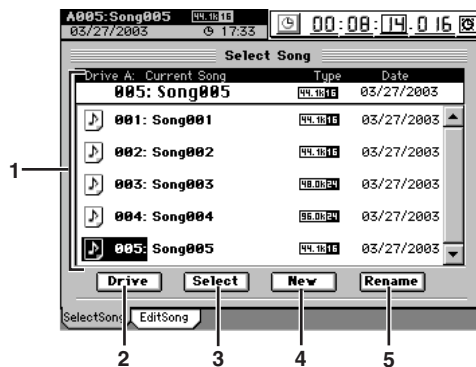 A005:Song005 44.1k16
03/27/2003 17:33
00:08:14.016
Select Song
Drive A: Current Song Type Date
005: Song005 44.1k16 03/27/2003
001: Song001 44.1k16 03/27/2003
002: Song002 44.1k16 03/27/2003
003: Song003 48.0k24 03/27/2003
004: Song004 96.0k24 03/27/2003
005: Song005 44.1k16 03/27/2003
1
Drive Select New Rename
SelectSong EditSong
2 3 4 5